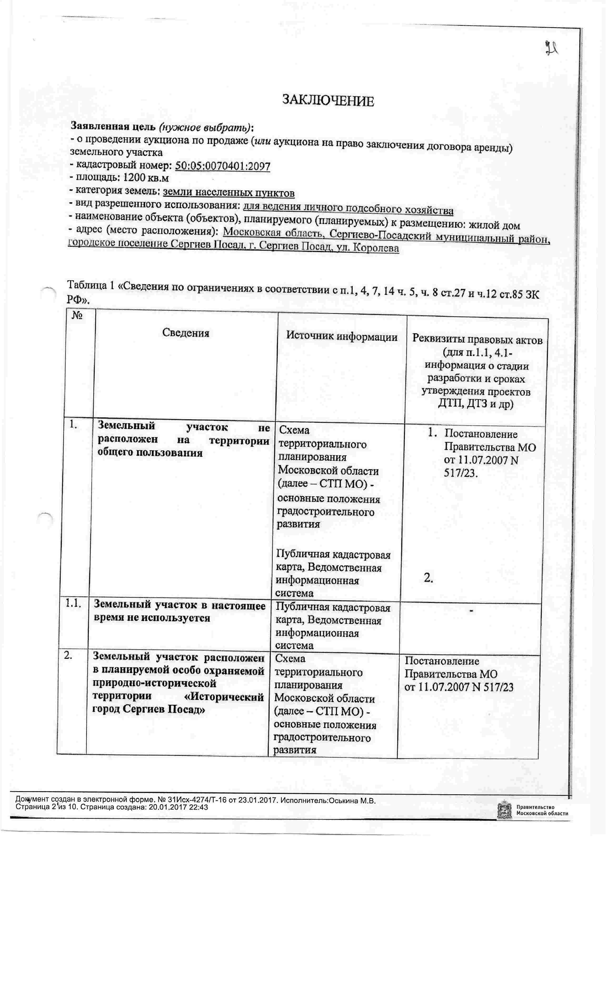 ЗАКЛЮЧЕНИЕ
Заявленная цель (нужное выбрать):
- о проведении аукциона по продаже (или аукциона на право заключения договора аренды)
земельного участка
- кадастровый номер: 50:05:0070401:2097
- площадь: 1200 кв.м
- категория земель: земли населенных пунктов
- вид разрешенного использования: для ведения личного подсобного хозяйства
- наименование объекта (объектов), планируемого (планируемых) к размещению: жилой дом
- адрес (место расположения): Московская область, Сергиево-Посадский муниципальный район,
городское поселение Сергиев Посад, г. Сергиев Посад, ул. Королева
Таблица 1 «Сведения по ограничениях в соответствии с п.1, 4, 7, 14 ч. 5, ч. 8 ст.27 и ч.12 ст.85 ЗК
РФ».
№
Сведения
Источник информации
Реквизиты правовых актов
(для п.1.1, 4.1-
информация о стадии
разработки и сроках
утверждения проектов
ДТП, ДТЗ и др)
1.
Земельный участок не
расположен на территории
общего пользования
Схема
территориального
планирования
Московской области
(далее – СТП МО) -
основные положения
градостроительного
развития
Публичная кадастровая
карта, Ведомственная
информационная
система
1. Постановление
Правительства МО
от 11.07.2007 N
517/23.
2.
1.1.
Земельный участок в настоящее
время не используется
Публичная кадастровая
карта, Ведомственная
информационная
система
-
2.
Земельный участок расположен
в планируемой особо охраняемой
природно-исторической
территории «Исторический
город Сергиев Посад»
Схема
территориального
планирования
Московской области
(далее – СТП МО) -
основные положения
градостроительного
развития
Постановление
Правительства МО
от 11.07.2007 N 517/23
Документ создан в электронной форме. № 31Исх-4274/Т-16 от 23.01.2017. Исполнитель:Оськина М.В.
Страница 2 из 10. Страница создана: 20.01.2017 22:43
Правительство
Московской области